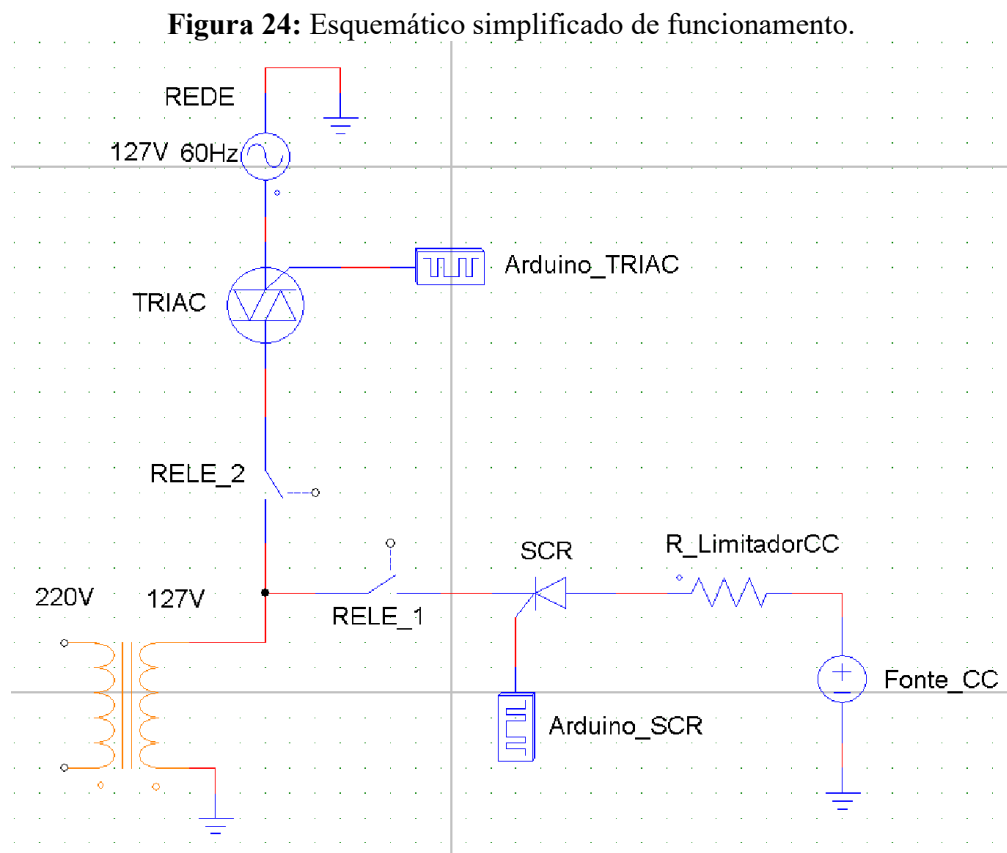 Figura 24: Esquemático simplificado de funcionamento.
REDE
127V 60Hz
Arduino_TRIAC
TRIAC
RELE_2
SCR
R_LimitadorCC
220V
127V
RELE_1
Fonte_CC
Arduino_SCR